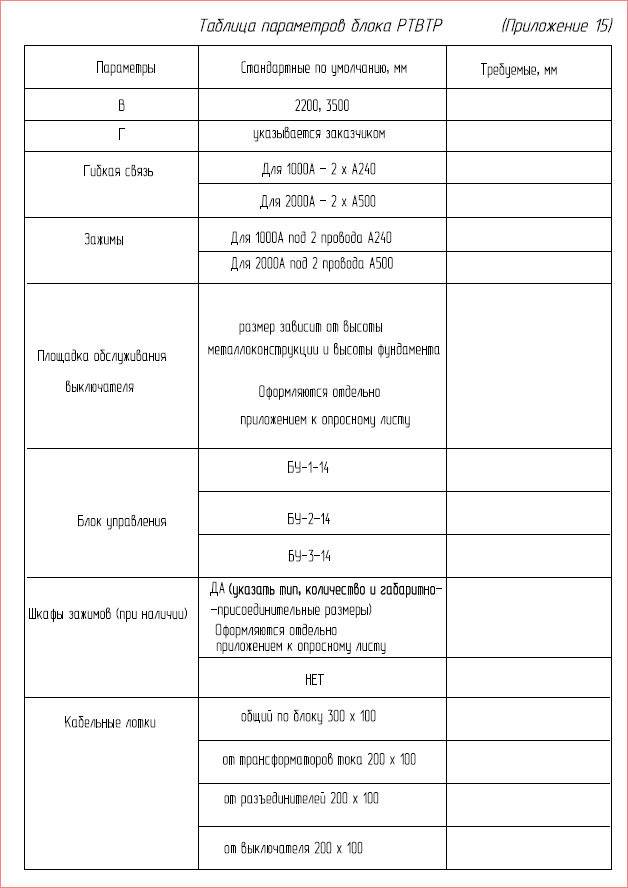 Таблица параметров блока РТВТР (Приложение 15)
Параметры Стандартные по умолчанию, мм Требуемые, мм
В 2200, 3500
Г указывается заказчиком
Гибкая связь Для 1000А – 2 х А240
Для 2000А – 2 х А500
Зажимы Для 1000А под 2 провода А240
Для 2000А под 2 провода А500
Площадка обслуживания
выключателя
размер зависит от высоты
металлоконструкции и высоты фундамента
Оформляются отдельно
приложением к опросному листу
Блок управления
БУ-1-14
БУ-2-14
БУ-3-14
Шкафы зажимов (при наличии)
ДА (указать тип, количество и габаритно-
-присоединительные размеры)
Оформляются отдельно
приложением к опросному листу
НЕТ
Кабельные лотки
общий по блоку 300 х 100
от трансформаторов тока 200 х 100
от разъединителей 200 х 100
от выключателя 200 х 100